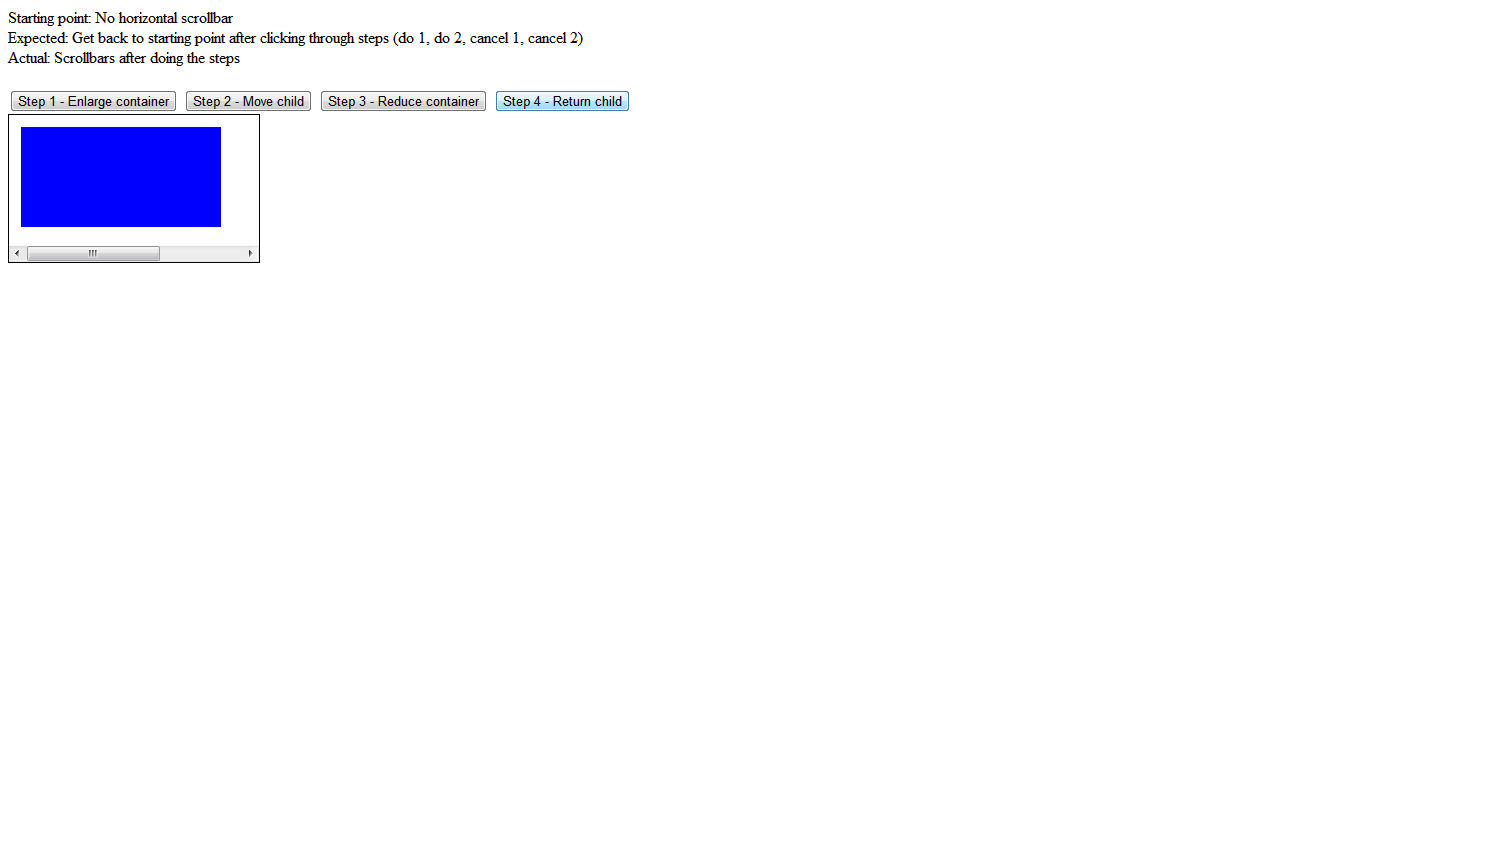 Starting point: No horizontal scrollbar
Expected: Get back to starting point after clicking through steps (do 1, do 2, cancel 1, cancel 2)
Actual: Scrollbars after doing the steps
Step 1 - Enlarge container Step 2 - Move child Step 3 - Reduce container Step 4 - Return child